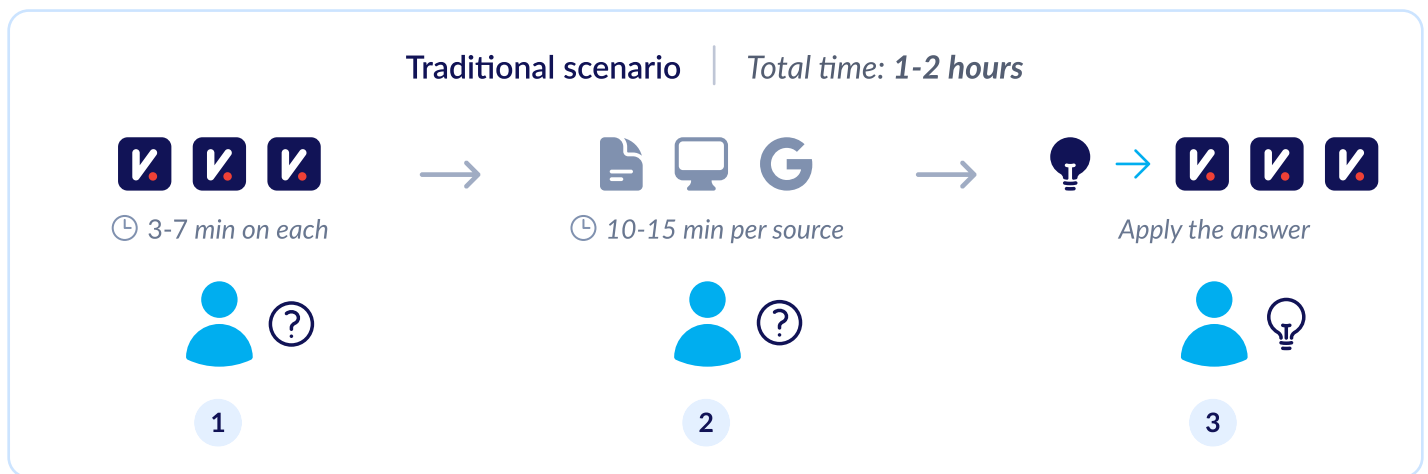 Traditional scenario
Total time: 1-2 hours
V. V. V.
G
V. V. V.
3-7 min on each
10-15 min per source
Apply the answer
?
?
1
2
3